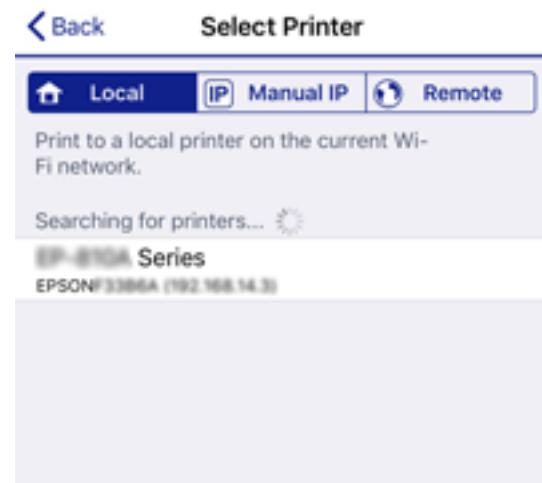 Back Select Printer
Local IP Manual IP Remote
Print to a local printer on the current Wi-
Fi network.
Searching for printers...
Series
EPSON